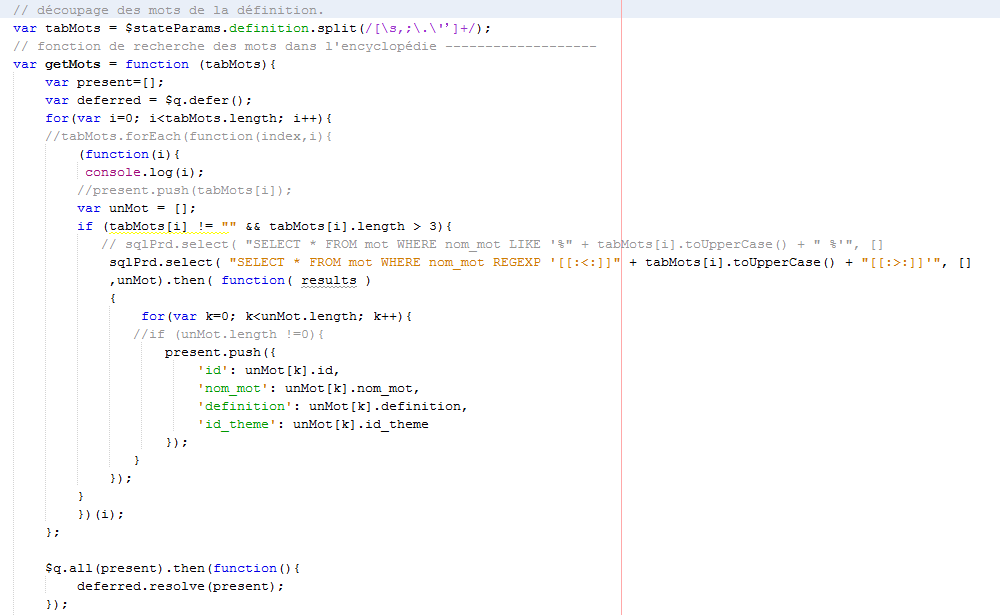 // découpage des mots de la définition.
var tabMots = $stateParams.definition.split(/[\s,;\.\'’]+/);
// fonction de recherche des mots dans l'encyclopédie -------------------
var getMots = function (tabMots){
    var present=[];
    var deferred = $q.defer();
    for(var i=0; i<tabMots.length; i++){
    //tabMots.forEach(function(index,i){
        (function(i){
         console.log(i);
        //present.push(tabMots[i]);
        var unMot = [];
        if (tabMots[i] != "" && tabMots[i].length > 3){
           // sqlPrd.select( "SELECT * FROM mot WHERE nom_mot LIKE '%" + tabMots[i].toUpperCase() + " %'", []
            sqlPrd.select( "SELECT * FROM mot WHERE nom_mot REGEXP '[[:<:]]" + tabMots[i].toUpperCase() + "[[:>:]]'", []
            ,unMot).then( function( results )
            {
                for(var k=0; k<unMot.length; k++){
               //if (unMot.length !=0){
                   present.push({
                       'id': unMot[k].id,
                       'nom_mot': unMot[k].nom_mot,
                       'definition': unMot[k].definition,
                       'id_theme': unMot[k].id_theme
                   });
               }
            });
        }
        })(i);
    };

    $q.all(present).then(function(){
        deferred.resolve(present);
    });